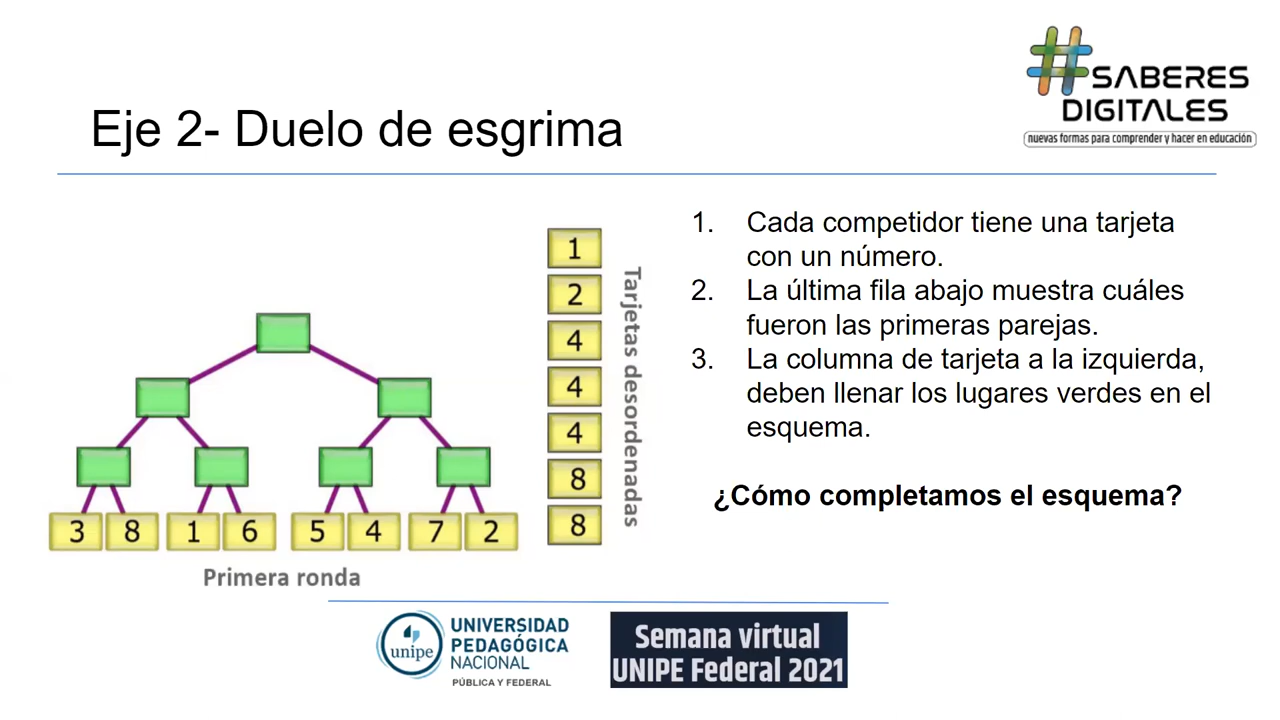 #SABERES
DIGITALES
nuevas formas para comprender y hacer en educación
Eje 2- Duelo de esgrima
1
2
4
4
4
8
8
Tarjetas desordenadas
3 8 1 6 5 4 7 2
Primera ronda
1. Cada competidor tiene una tarjeta
con un número.
2. La última fila abajo muestra cuáles
fueron las primeras parejas.
3. La columna de tarjeta a la izquierda,
deben llenar los lugares verdes en el
esquema.
¿Cómo completamos el esquema?
unipe
UNIVERSIDAD
PEDAGÓGICA
NACIONAL
PÚBLICA Y FEDERAL
Semana virtual
UNIPE Federal 2021